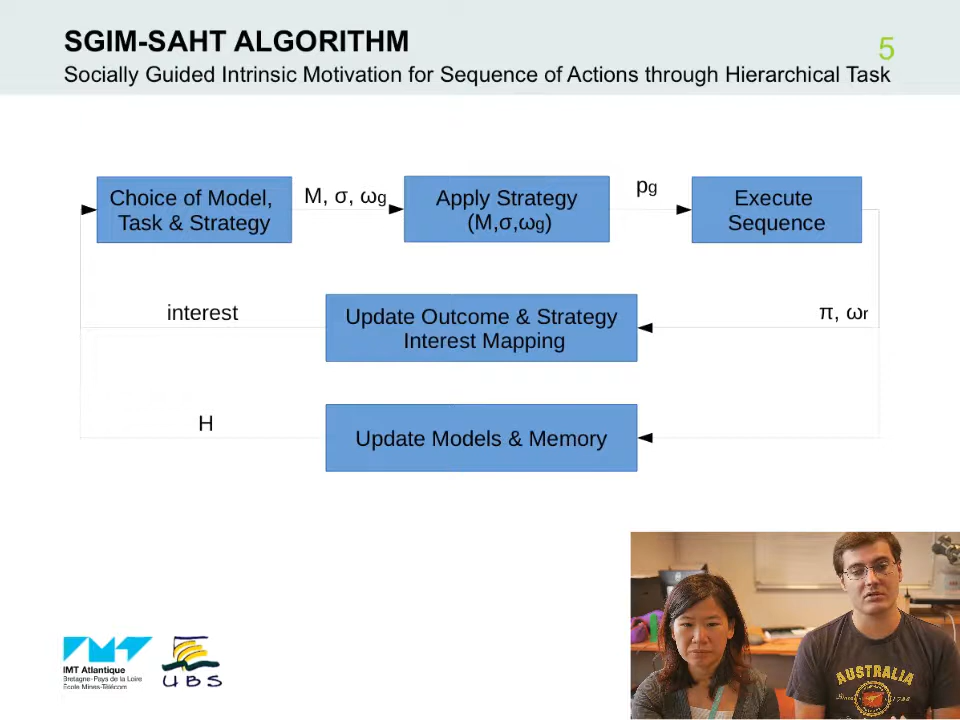 SGIM-SAHT ALGORITHM
5
Socially Guided Intrinsic Motivation for Sequence of Actions through Hierarchical Task
Choice of Model,
Task & Strategy
M, σ, ωg
Apply Strategy
(M,σ,ωg)
pg
Execute
Sequence
interest
Update Outcome & Strategy
Interest Mapping
π, ωr
H
Update Models & Memory
IMT Atlantique
Bretagne-Pays de la Loire
École Mines-Télécom
UBS
AUSTRALIA
Since